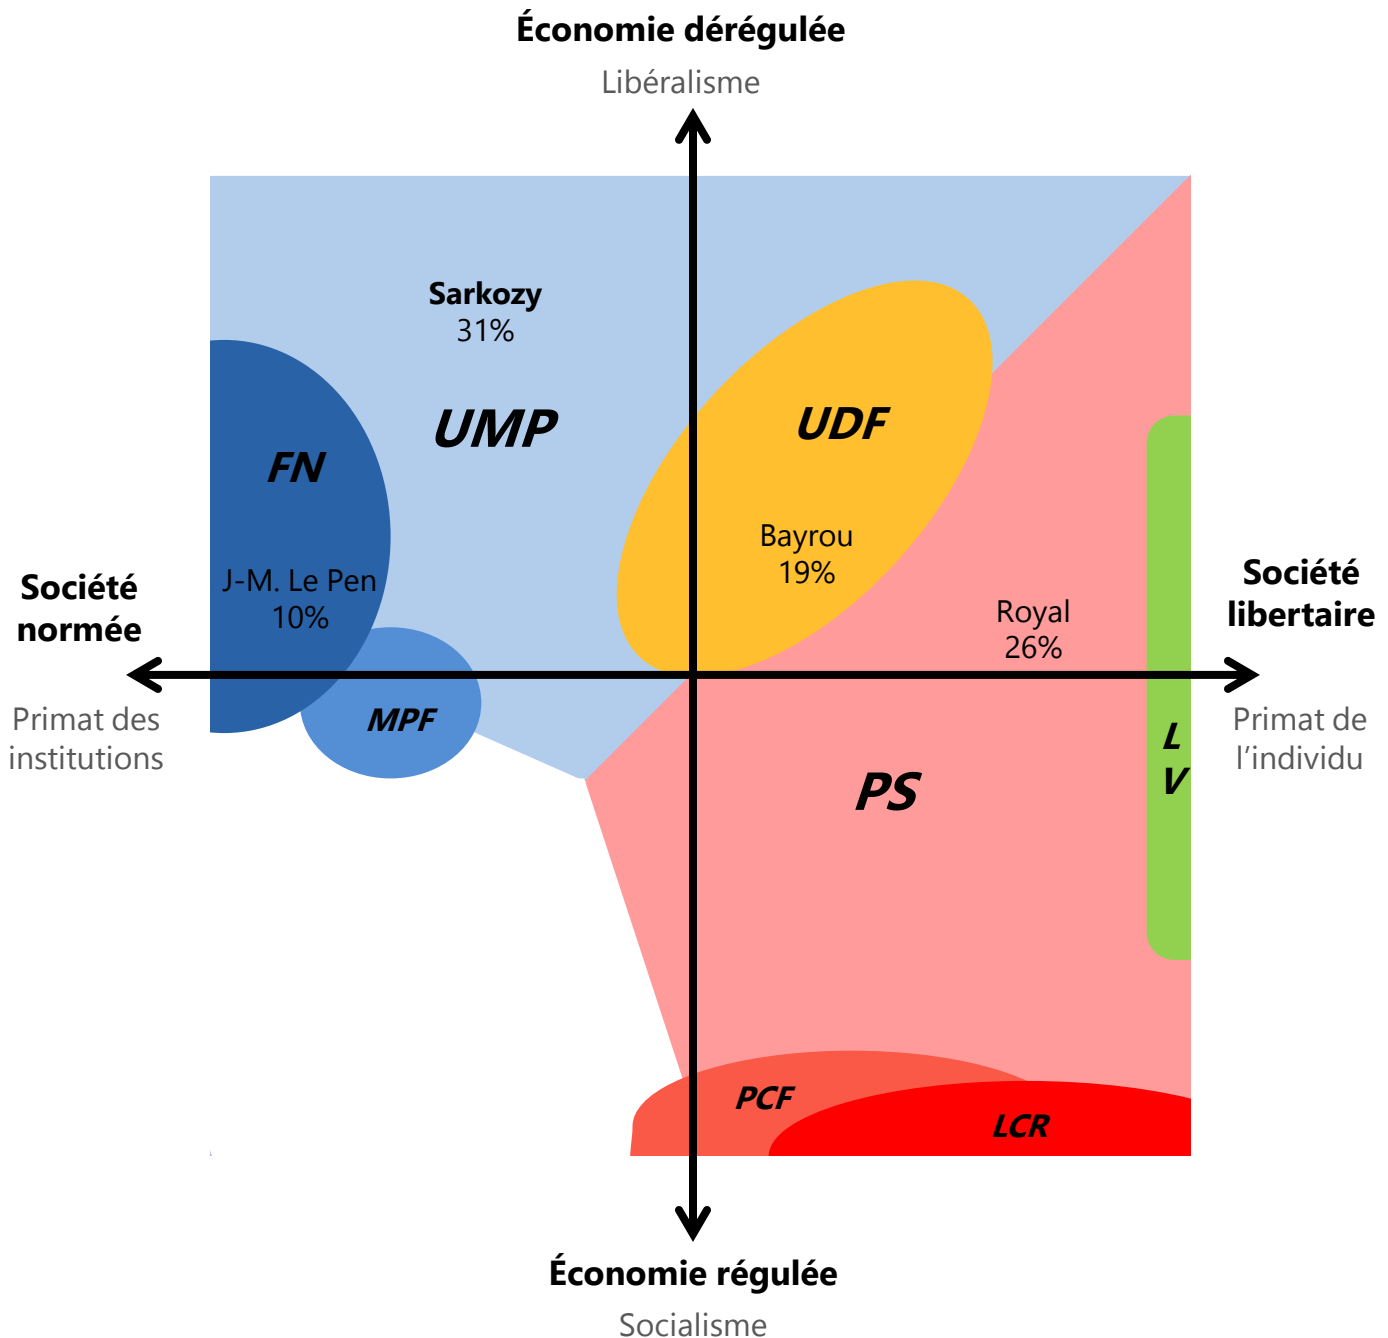 Économie dérégulée
Libéralisme
Sarkozy
31%
UMP
UDF
FN
Bayrou
19%
J-M. Le Pen
10%
Royal
26%
Société
normée
Société
libertaire
Primat des
institutions
MPF
PS
L
V
Primat de
l’individu
PCF
LCR
Économie régulée
Socialisme